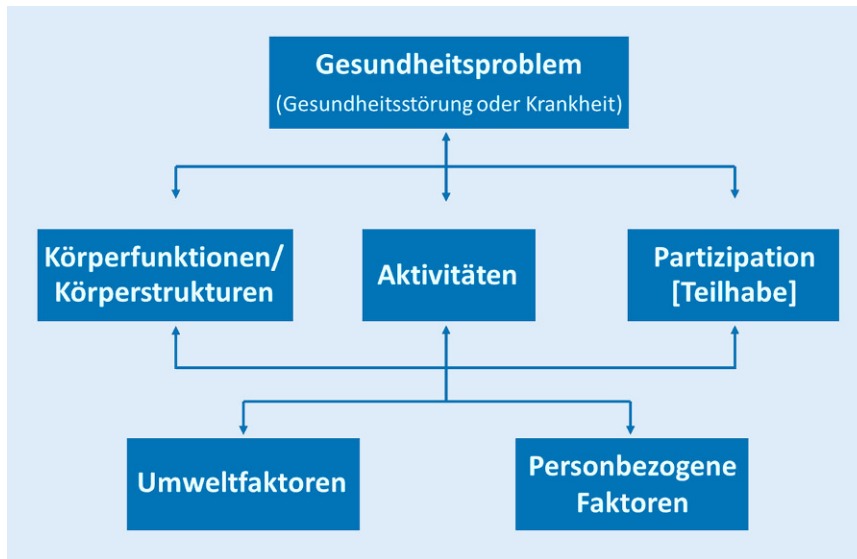 Gesundheitsproblem
(Gesundheitsstörung oder Krankheit)
Körperfunktionen/
Körperstrukturen
Aktivitäten
Partizipation
[Teilhabe]
Umweltfaktoren
Personbezogene
Faktoren